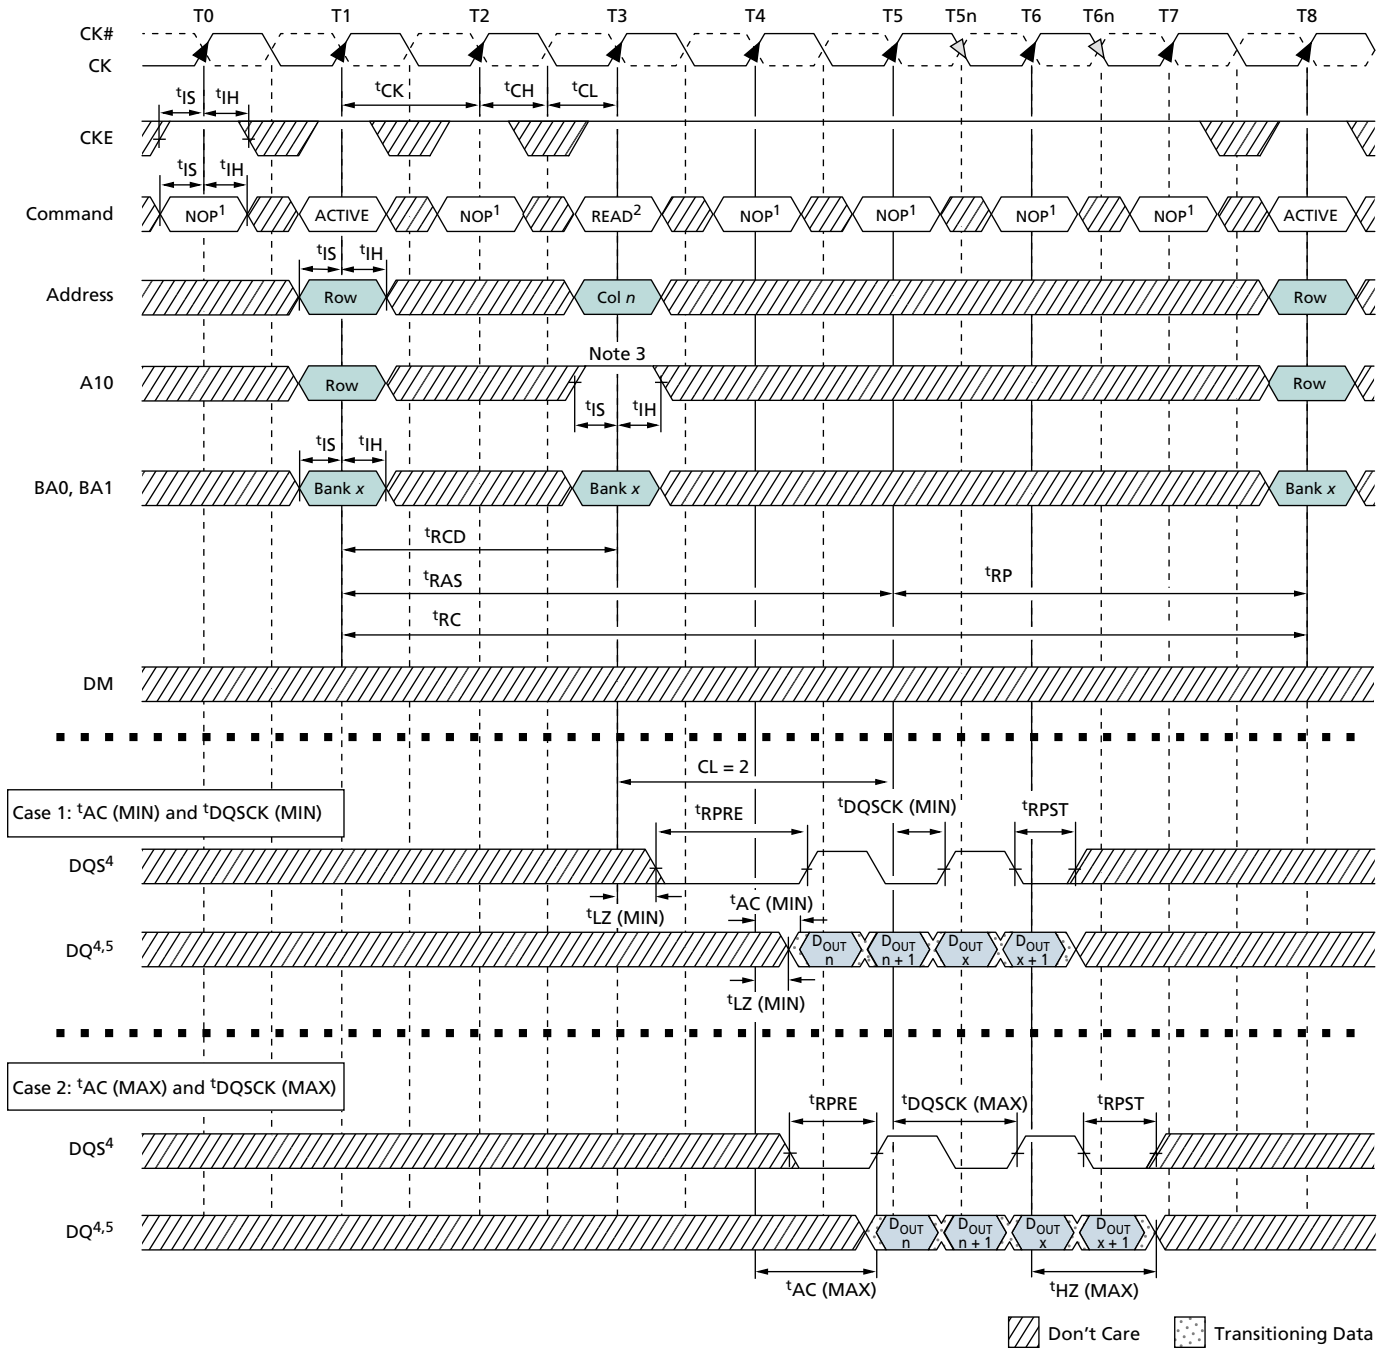 T0 T1 T2 T3 T4 T5 T5n T6 T6n T7 T8
CK#
CK
tIS tIH tCK tCH tCL
CKE
tIS tIH
Command NOP1 ACTIVE NOP1 READ2 NOP1 NOP1 NOP1 NOP1 ACTIVE
tIS tIH
Address Row Col n Row
Note 3
A10 Row Row
tIS tIH
tIS tIH
BA0, BA1 Bank x Bank x Bank x
tRCD
tRAS tRP
tRC
DM
CL = 2
Case 1: tAC (MIN) and tDQSCK (MIN)
tRPRE tDQSCK (MIN) tRPST
DQS4
tLZ (MIN) tAC (MIN)
DQ4,5 DOUT n DOUT n + 1 DOUT x DOUT x + 1
tLZ (MIN)
Case 2: tAC (MAX) and tDQSCK (MAX)
tRPRE tDQSCK (MAX) tRPST
DQS4
DQ4,5 DOUT n DOUT n + 1 DOUT x DOUT x + 1
tAC (MAX) tHZ (MAX)
Don't Care Transitioning Data